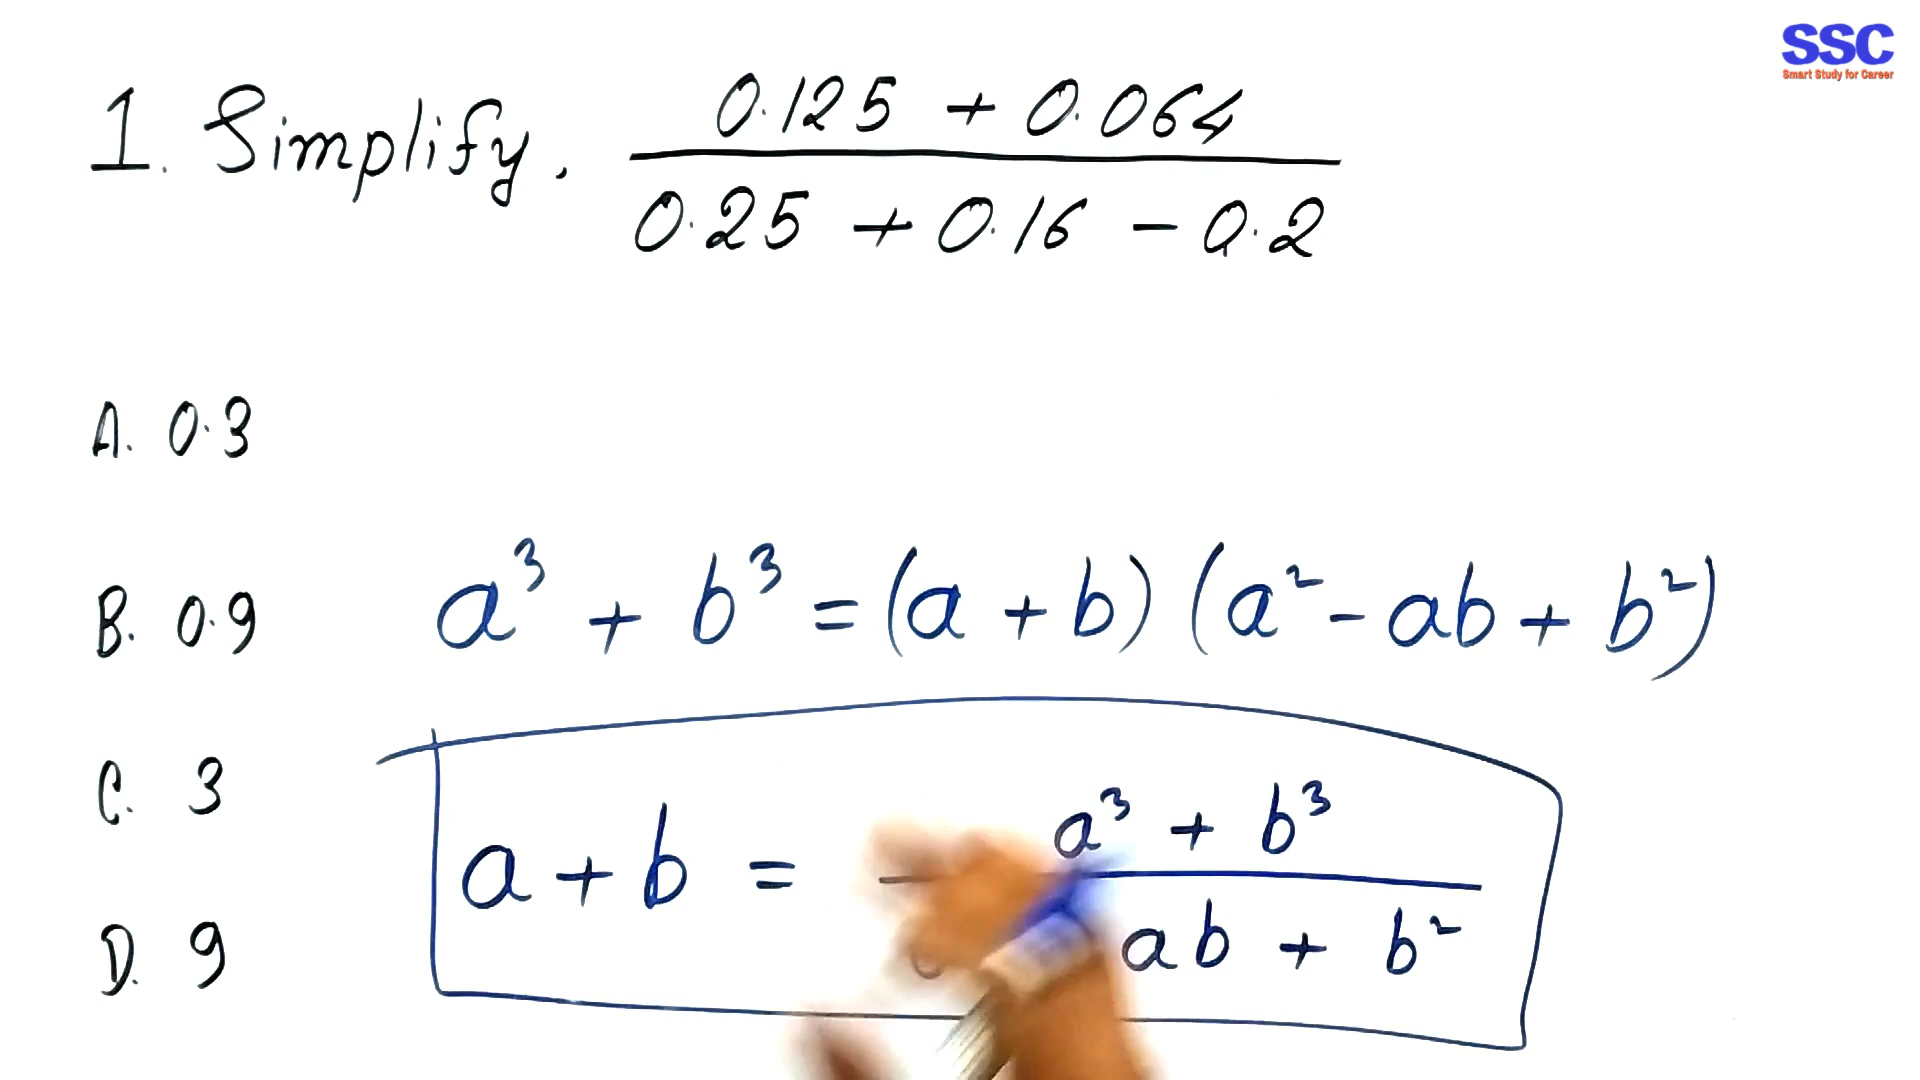 SSC
Smart Study for Career
1. Simplify. 0.125 + 0.064
0.25 + 0.16 - 0.2
A. 0.3
B. 0.9
a³ + b³ = (a + b) (a² - ab + b²)
C. 3
a + b = a³ + b³
ab + b²
D. 9